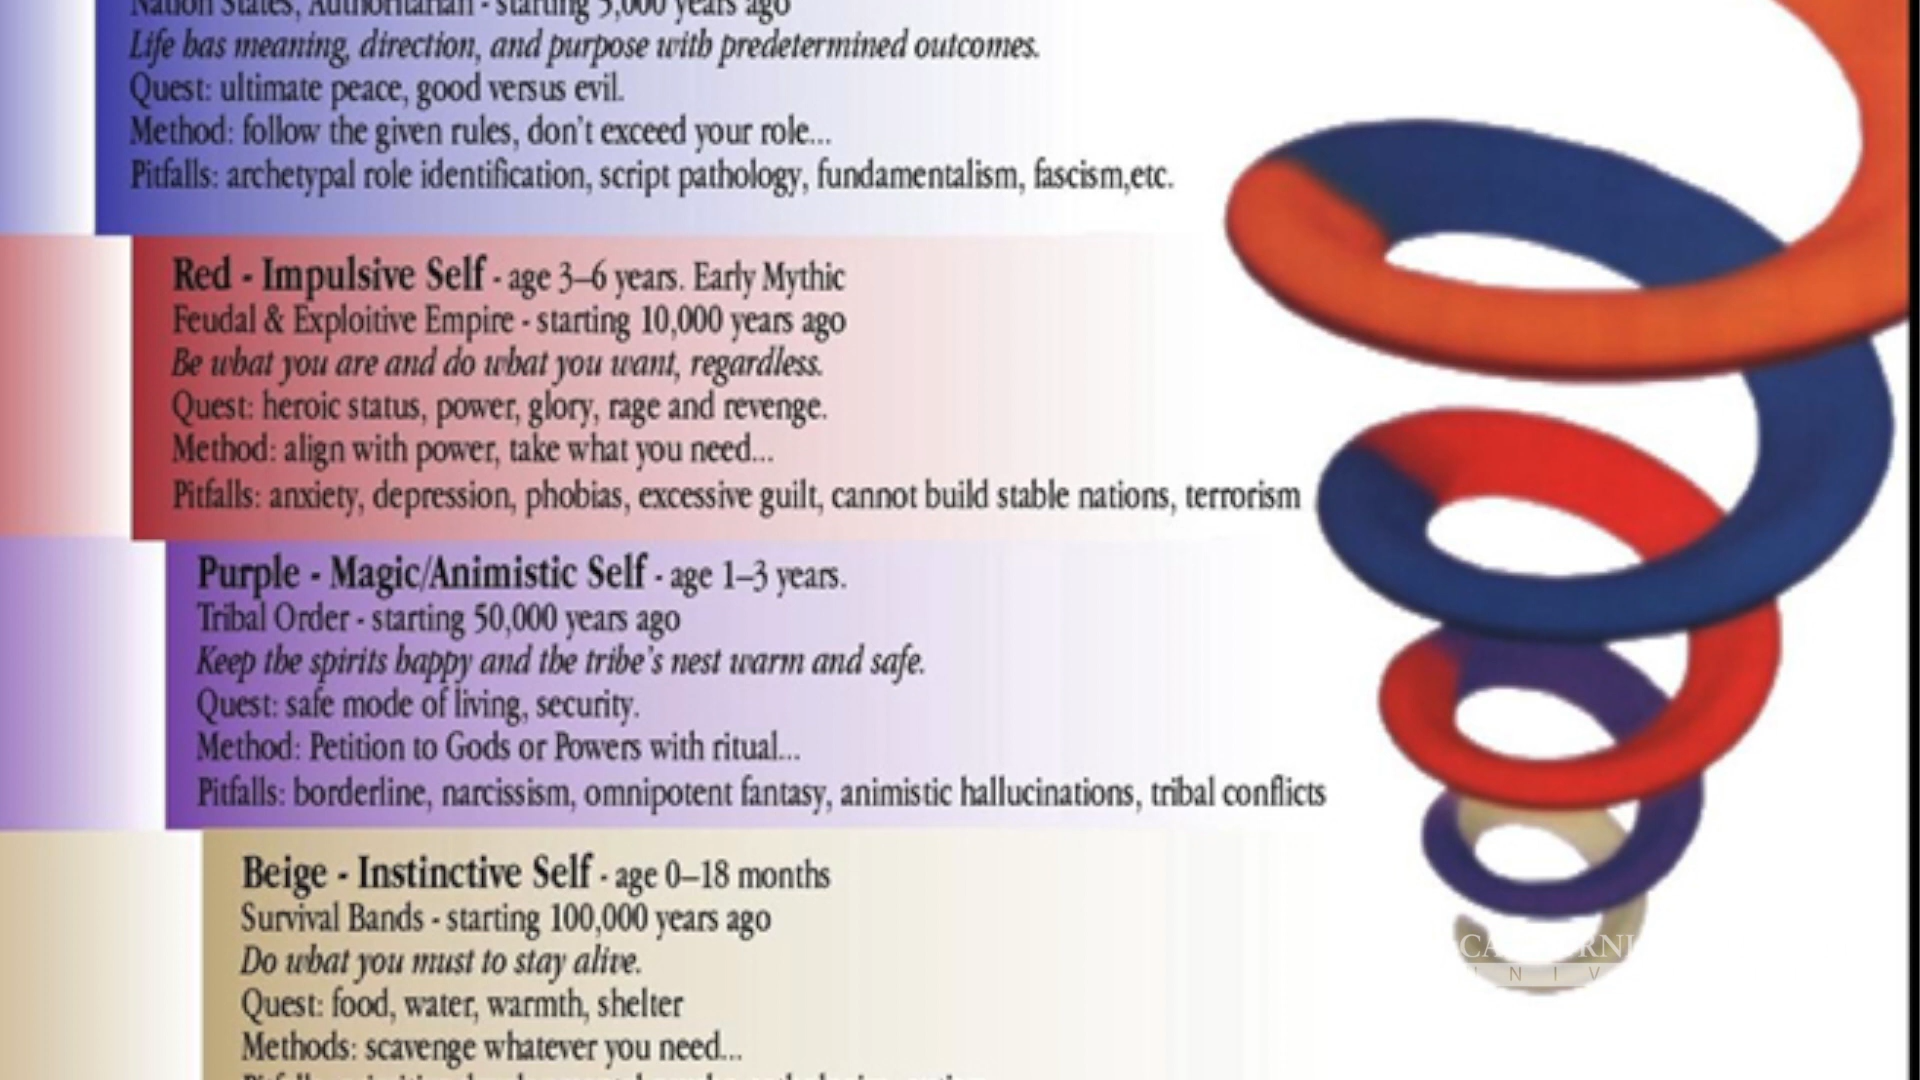 Nation States, Authoritarian - starting 5,000 years ago
Life has meaning, direction, and purpose with predetermined outcomes.
Quest: ultimate peace, good versus evil.
Method: follow the given rules, don't exceed your role...
Pitfalls: archetypal role identification, script pathology, fundamentalism, fascism,etc.
Red - Impulsive Self - age 3–6 years. Early Mythic
Feudal & Exploitive Empire - starting 10,000 years ago
Be what you are and do what you want, regardless.
Quest: heroic status, power, glory, rage and revenge.
Method: align with power, take what you need...
Pitfalls: anxiety, depression, phobias, excessive guilt, cannot build stable nations, terrorism
Purple - Magic/Animistic Self - age 1–3 years.
Tribal Order - starting 50,000 years ago
Keep the spirits happy and the tribe's nest warm and safe.
Quest: safe mode of living, security.
Method: Petition to Gods or Powers with ritual...
Pitfalls: borderline, narcissism, omnipotent fantasy, animistic hallucinations, tribal conflicts
Beige - Instinctive Self - age 0–18 months
Survival Bands - starting 100,000 years ago
Do what you must to stay alive.
Quest: food, water, warmth, shelter
Methods: scavenge whatever you need...